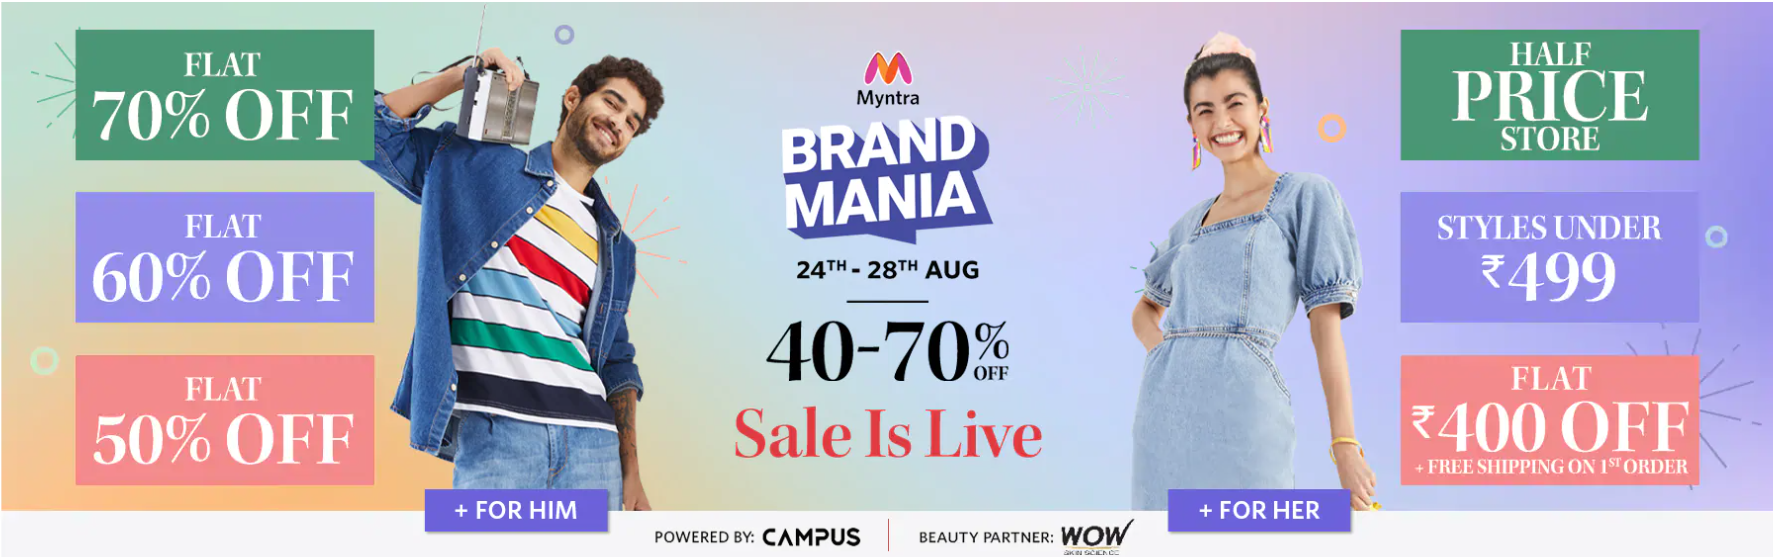 FLAT
70% OFF
FLAT
60% OFF
FLAT
50% OFF
+ FOR HIM
Myntra
BRAND
MANIA
24TH - 28TH AUG
40-70% OFF
Sale Is Live
HALF
PRICE
STORE
STYLES UNDER
₹499
FLAT
₹400 OFF
+ FREE SHIPPING ON 1ST ORDER
+ FOR HER
POWERED BY: CAMPUS
BEAUTY PARTNER: WOW
SKIN SCIENCE